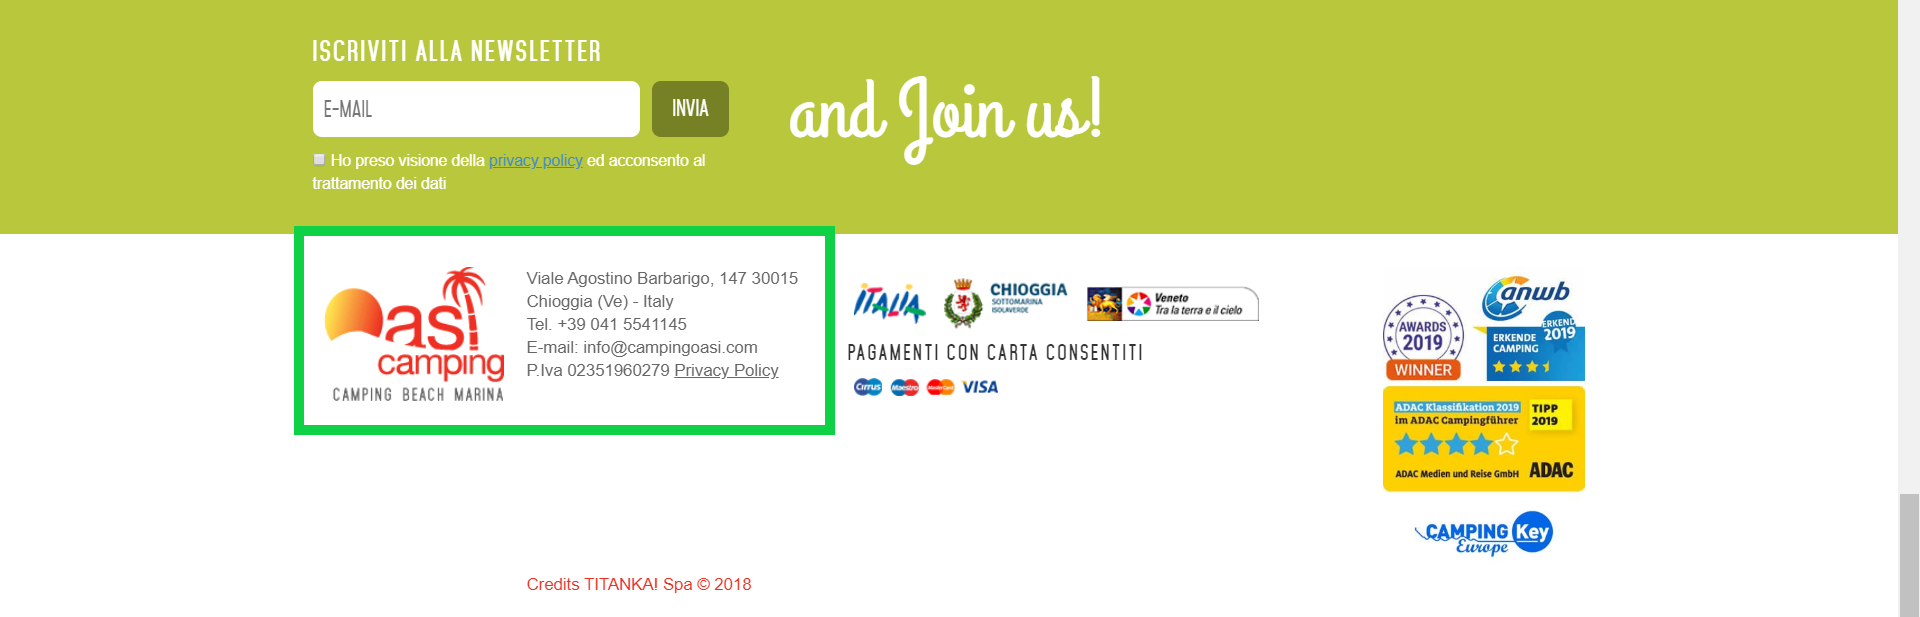 ISCRIVITI ALLA NEWSLETTER
E-MAIL
INVIA
and Join us!
Ho preso visione della privacy policy ed acconsento al
trattamento dei dati
Oasi
camping
CAMPING BEACH MARINA
Viale Agostino Barbarigo, 147 30015
Chioggia (Ve) - Italy
Tel. +39 041 5541145
E-mail: info@campingoasi.com
P.Iva 02351960279 Privacy Policy
ITALIA
CHIOGGIA
SOTTOMARINA
ISOLAVERDE
Veneto
Tra la terra e il cielo
PAGAMENTI CON CARTA CONSENTITI
Cirrus
Maestro
MasterCard
VISA
AWARDS
2019
WINNER
anwb
ERKEND
2019
ERKENDE
CAMPING
ADAC Klassifikation 2019
im ADAC Campingführer
TIPP
2019
ADAC Medien und Reise GmbH
ADAC
CAMPING Key
Europe
Credits TITANKA! Spa © 2018